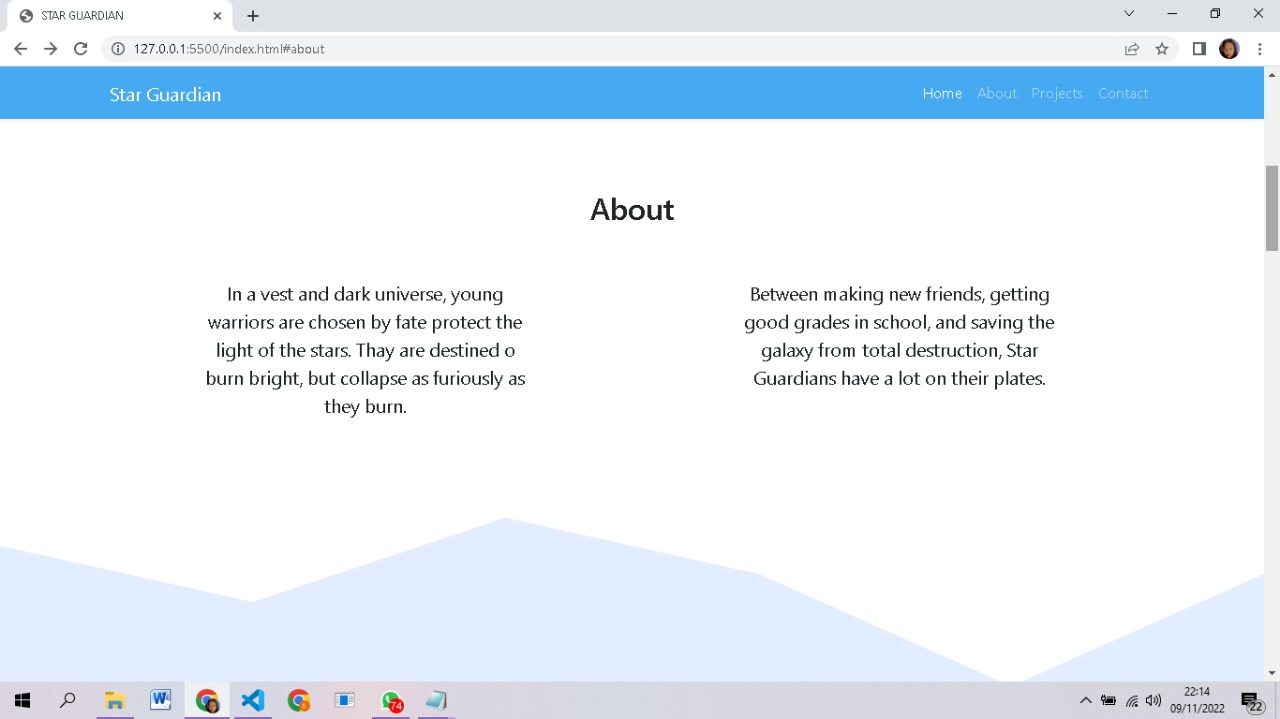 STAR GUARDIAN
127.0.0.1:5500/index.html#about
Star Guardian
Home About Projects Contact
About
In a vest and dark universe, young
warriors are chosen by fate protect the
light of the stars. Thay are destined o
burn bright, but collapse as furiously as
they burn.
Between making new friends, getting
good grades in school, and saving the
galaxy from total destruction, Star
Guardians have a lot on their plates.
74
22:14
09/11/2022
22